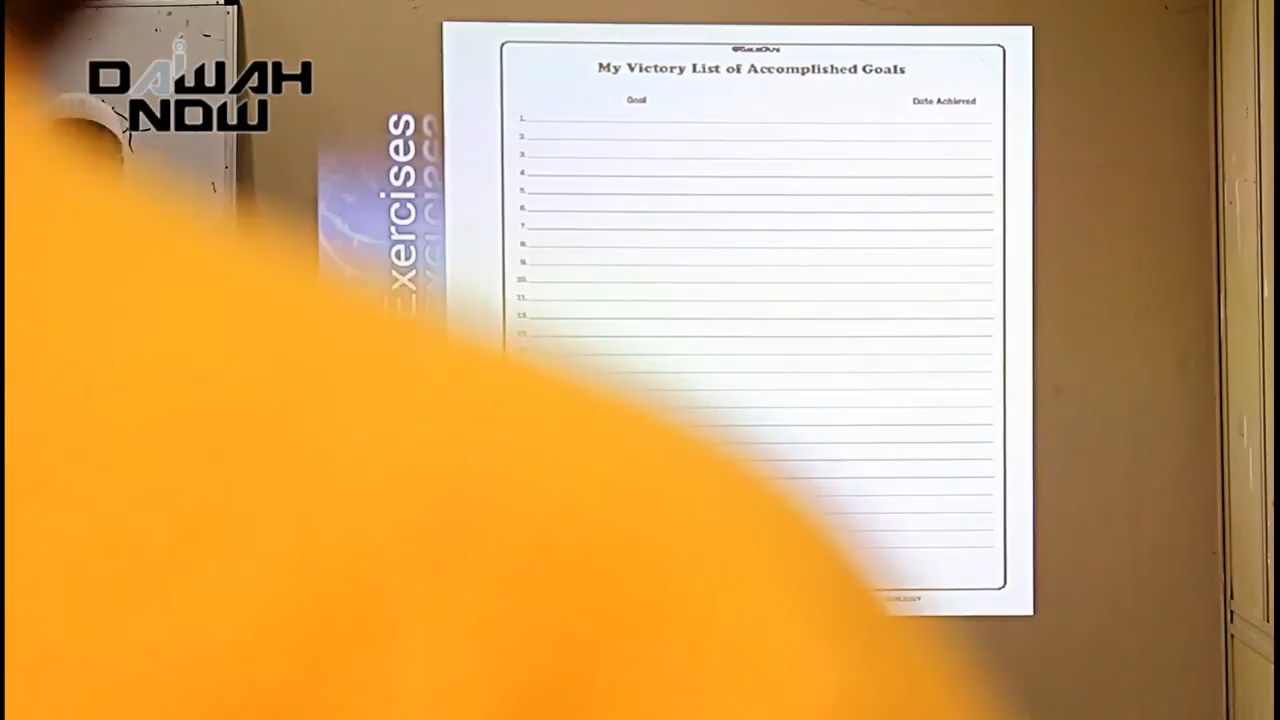 DAWAH
NOW
Exercises
My Victory List of Accomplished Goals
Goal Date Achieved
1.
2.
3.
4.
5.
6.
7.
8.
9.
10.
11.
12.
13.